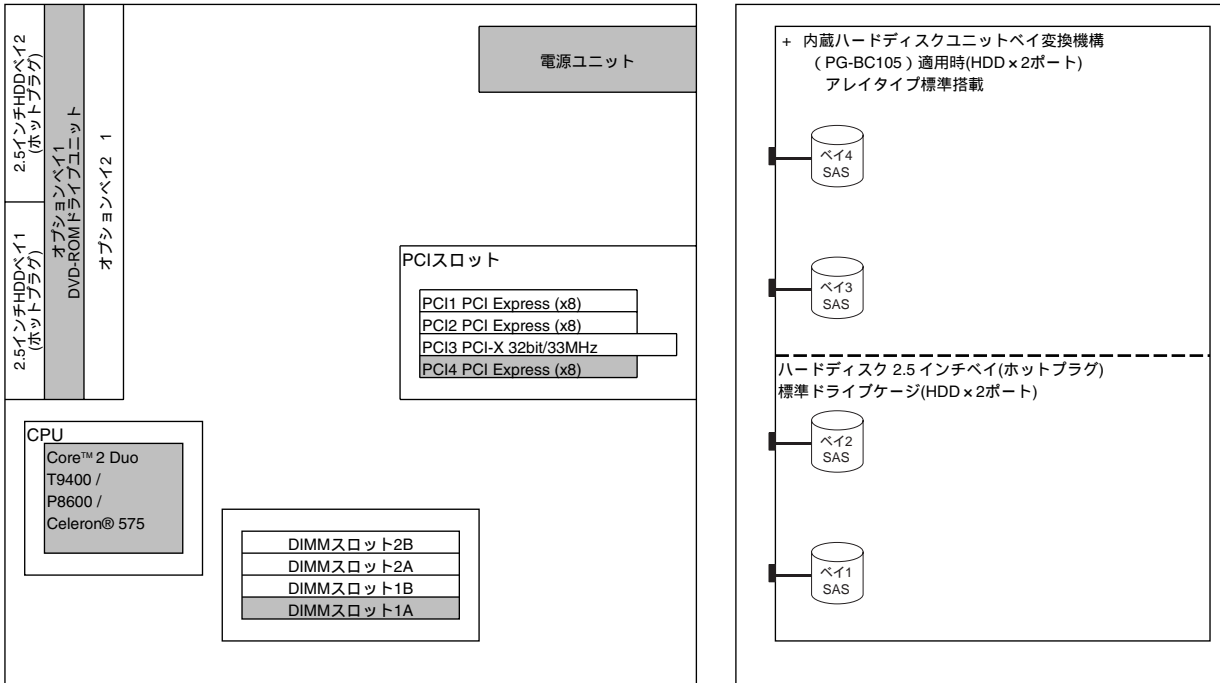 2.5インチHDDベイ2
(ホットプラグ)
2.5インチHDDベイ1
(ホットプラグ)
オプションベイ1
DVD-ROMドライブユニット
オプションベイ2 1
電源ユニット
PCIスロット
PCI1 PCI Express (x8)
PCI2 PCI Express (x8)
PCI3 PCI-X 32bit/33MHz
PCI4 PCI Express (x8)
CPU
Core™ 2 Duo
T9400 /
P8600 /
Celeron® 575
DIMMスロット2B
DIMMスロット2A
DIMMスロット1B
DIMMスロット1A
+ 内蔵ハードディスクユニットベイ変換機構
(PG-BC105)適用時(HDD×2ポート)
アレイタイプ標準搭載
ベイ4
SAS
ベイ3
SAS
ハードディスク 2.5 インチベイ(ホットプラグ)
標準ドライブケージ(HDD×2ポート)
ベイ2
SAS
ベイ1
SAS